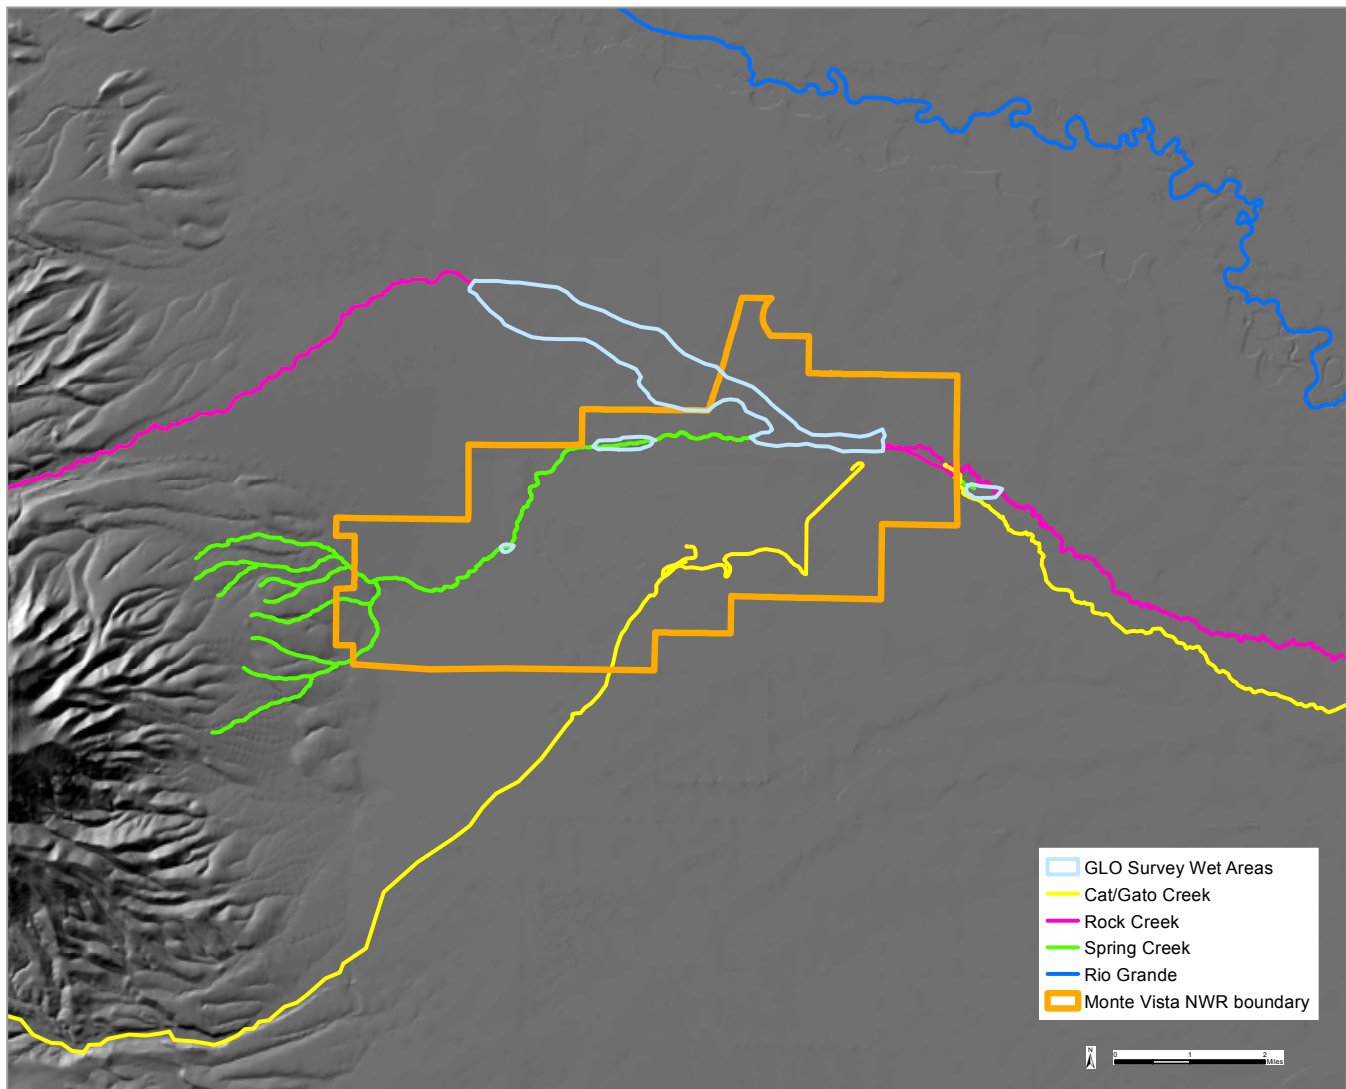 GLO Survey Wet Areas
Cat/Gato Creek
Rock Creek
Spring Creek
Rio Grande
Monte Vista NWR boundary
N
0 1 2
Miles